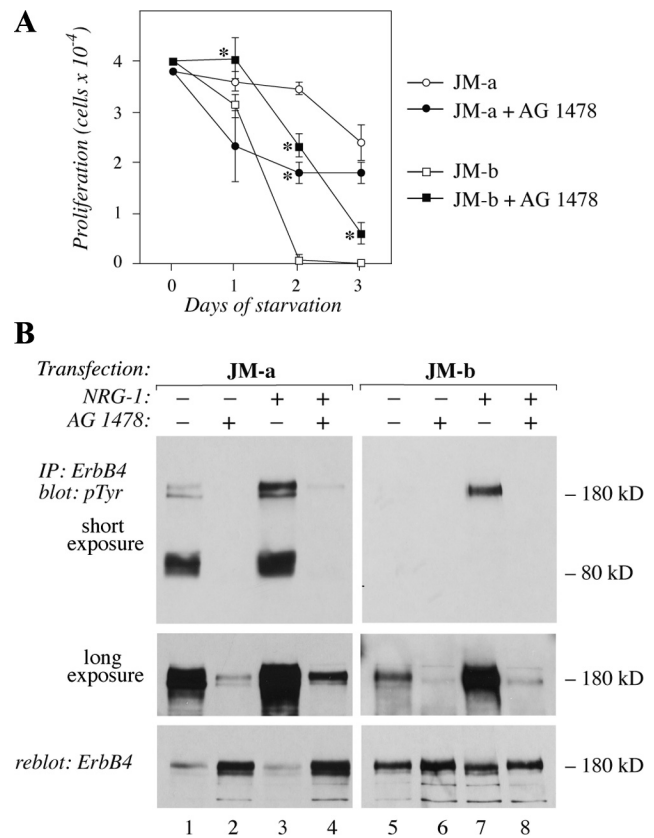 A
Proliferation (cells x 10⁻⁴)
4
3
2
1
0
* * * *
0 1 2 3
Days of starvation
JM-a
JM-a + AG 1478
JM-b
JM-b + AG 1478
B
Transfection: JM-a JM-b
NRG-1: – – + + – – + +
AG 1478: – + – + – + – +
IP: ErbB4
blot: pTyr
– 180 kD
short
exposure
– 80 kD
long
exposure
– 180 kD
reblot: ErbB4 – 180 kD
1 2 3 4 5 6 7 8